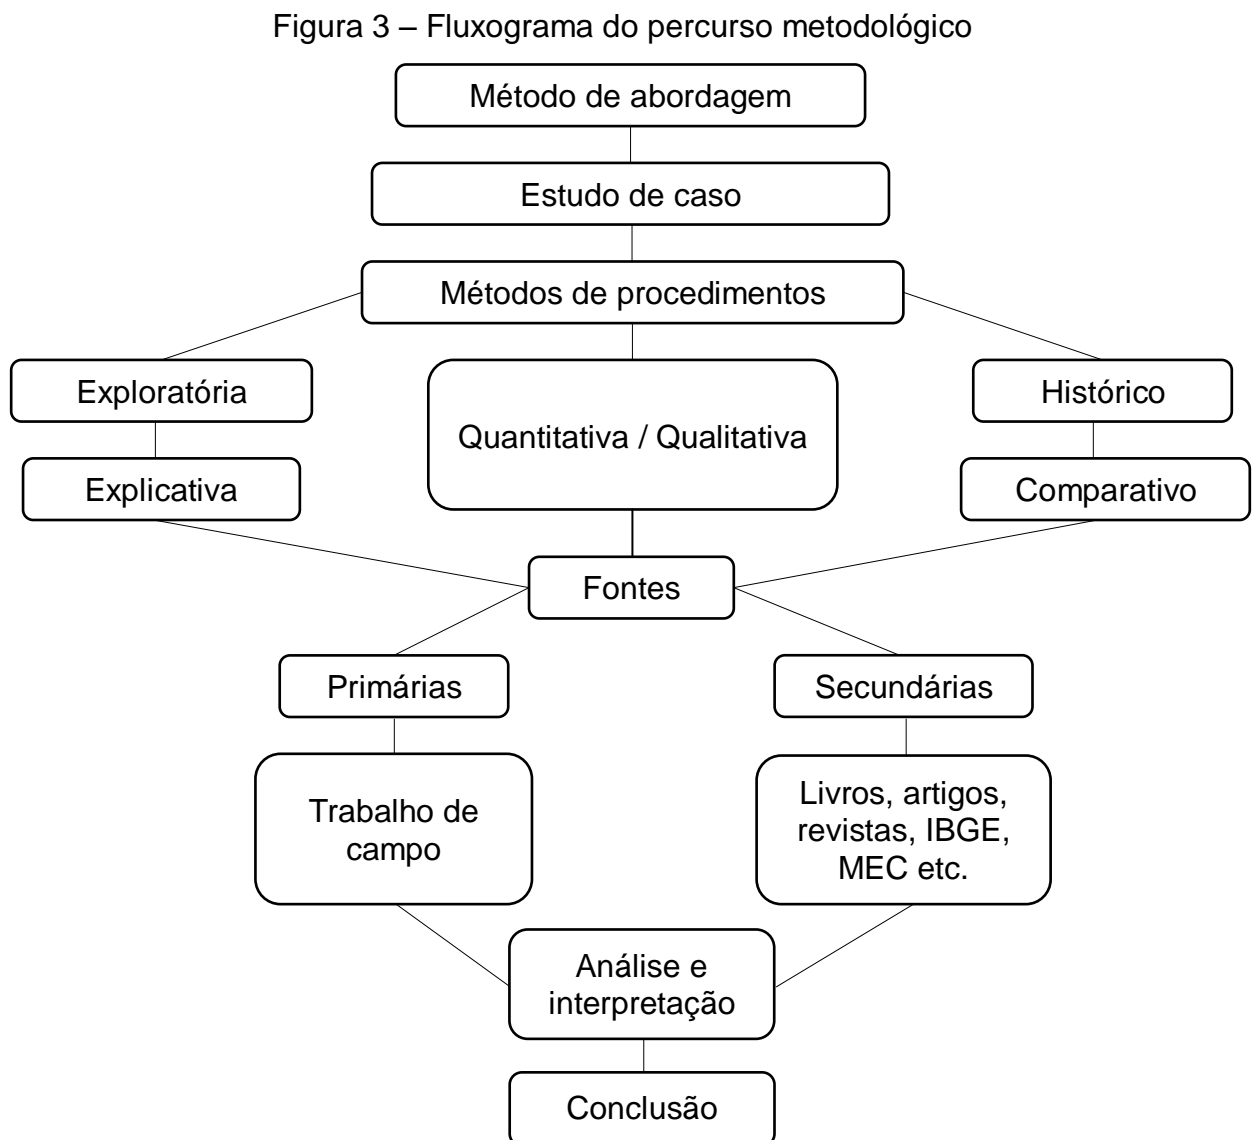 Figura 3 – Fluxograma do percurso metodológico
Método de abordagem
Estudo de caso
Métodos de procedimentos
Exploratória
Quantitativa / Qualitativa
Histórico
Explicativa
Comparativo
Fontes
Primárias
Secundárias
Trabalho de
campo
Livros, artigos,
revistas, IBGE,
MEC etc.
Análise e
interpretação
Conclusão